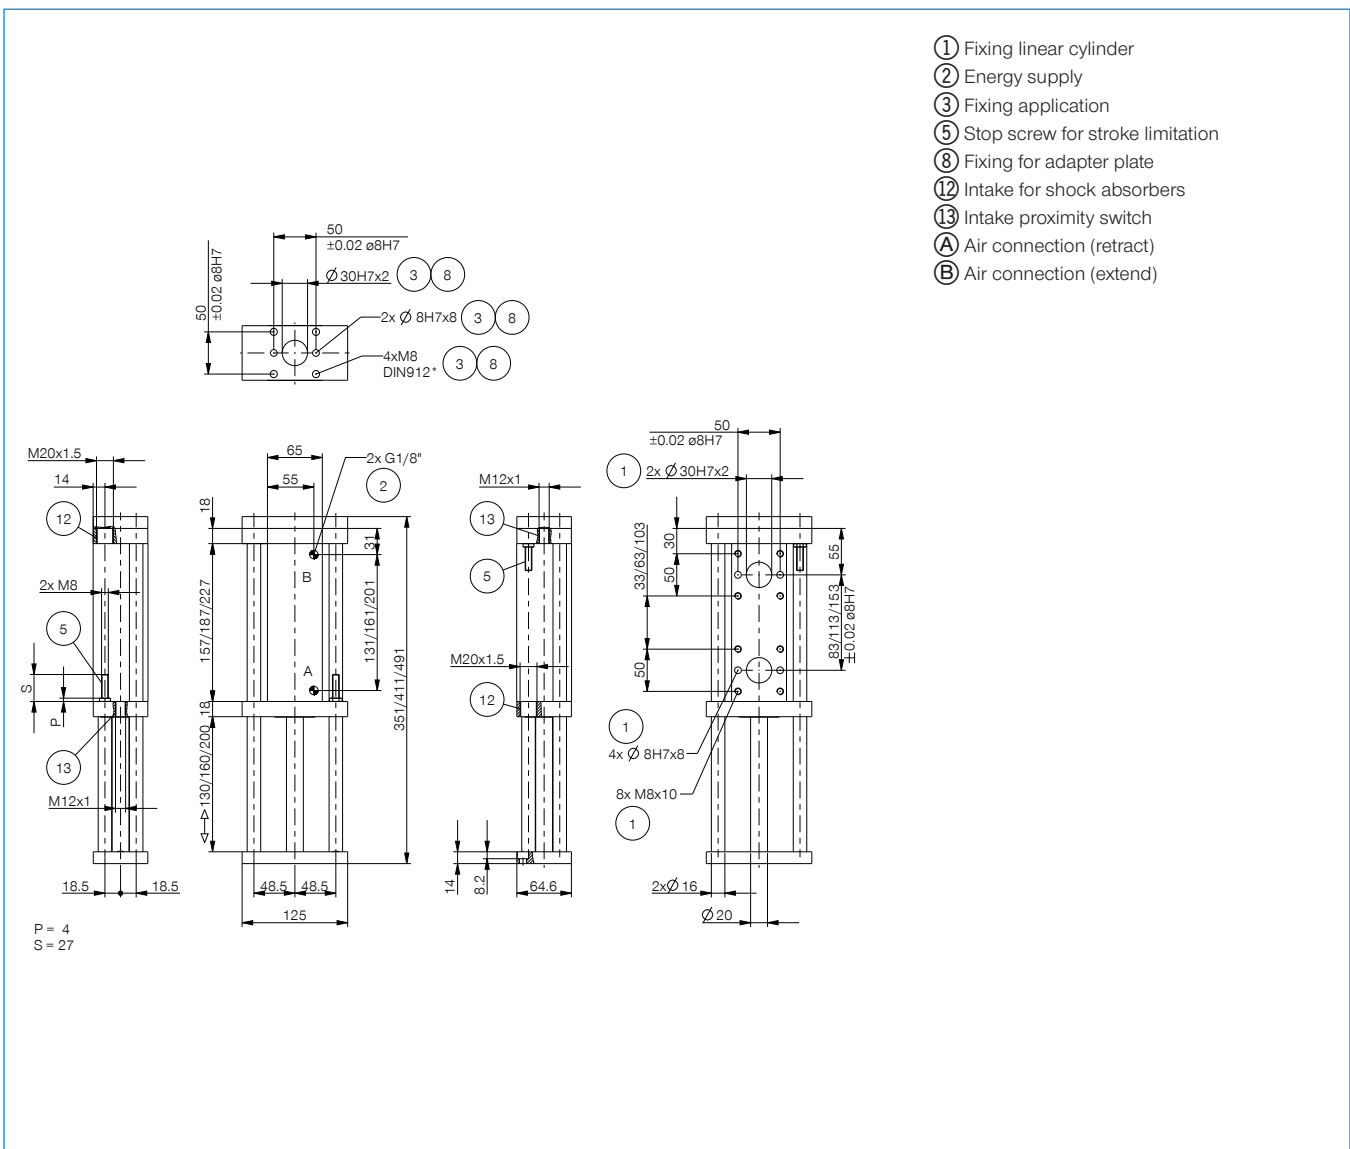 1 Fixing linear cylinder
2 Energy supply
3 Fixing application
5 Stop screw for stroke limitation
8 Fixing for adapter plate
12 Intake for shock absorbers
13 Intake proximity switch
A Air connection (retract)
B Air connection (extend)
50
±0.02 ø8H7
50
±0.02 ø8H7
Ø 30H7x2 3 8
2x Ø 8H7x8 3 8
4xM8
DIN912* 3 8
M20x1.5
14
12
2x M8
5
S
P
13
M12x1
18.5 18.5
P = 4
S = 27
65
55
2x G1/8"
2
18
31
B
157/187/227
131/161/201
A
18
351/411/491
130/160/200
48.5 48.5
125
M12x1
13
5
M20x1.5
12
14
8.2
64.6
50
±0.02 ø8H7
1 2x Ø 30H7x2
30
55
33/63/103
50
83/113/153
±0.02 ø8H7
50
1
4x Ø 8H7x8
8x M8x10
1
2xØ 16
Ø 20